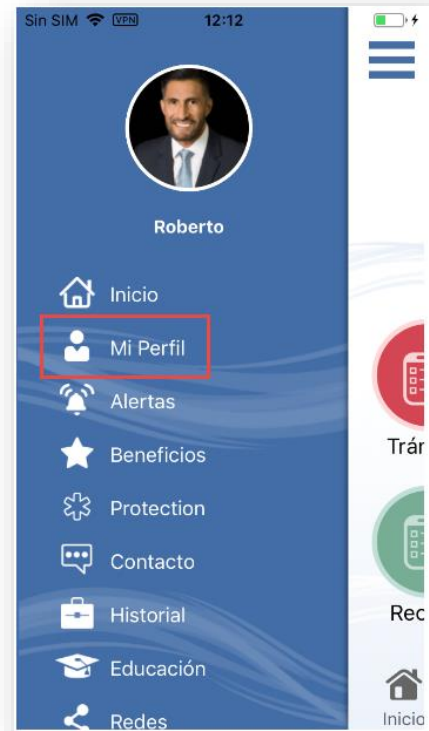 Sin SIM VPN 12:12
Roberto
Inicio
Mi Perfil
Alertas
Beneficios
Protection
Contacto
Historial
Educación
Redes
Trár
Rec
Inicio